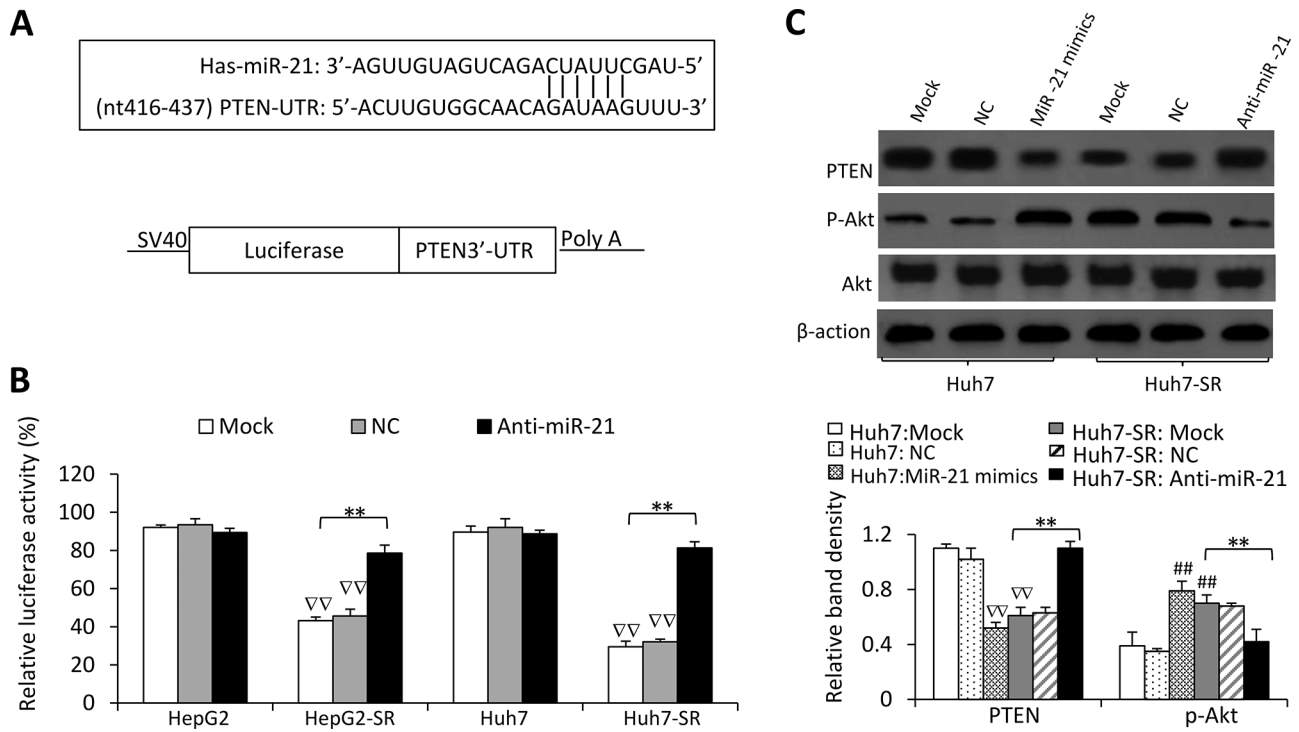 A
Has-miR-21: 3’-AGUUGUAGUCAGACUAUUCGAU-5’
(nt416-437) PTEN-UTR: 5’-ACUUGUGGCAACAGAUAAGUUU-3’
SV40
Luciferase
PTEN3’-UTR
Poly A
B
Mock
NC
Anti-miR-21
Relative luciferase activity (%)
120
100
80
60
40
20
0
**
**
▽▽
▽▽
▽▽
▽▽
HepG2
HepG2-SR
Huh7
Huh7-SR
C
Mock
NC
MiR -21 mimics
Mock
NC
Anti-miR -21
PTEN
P-Akt
Akt
β-action
Huh7
Huh7-SR
Huh7:Mock
Huh7: NC
Huh7:MiR-21 mimics
Huh7-SR: Mock
Huh7-SR: NC
Huh7-SR: Anti-miR-21
Relative band density
1.2
0.8
0.4
0
**
**
▽▽
▽▽
##
##
PTEN
p-Akt